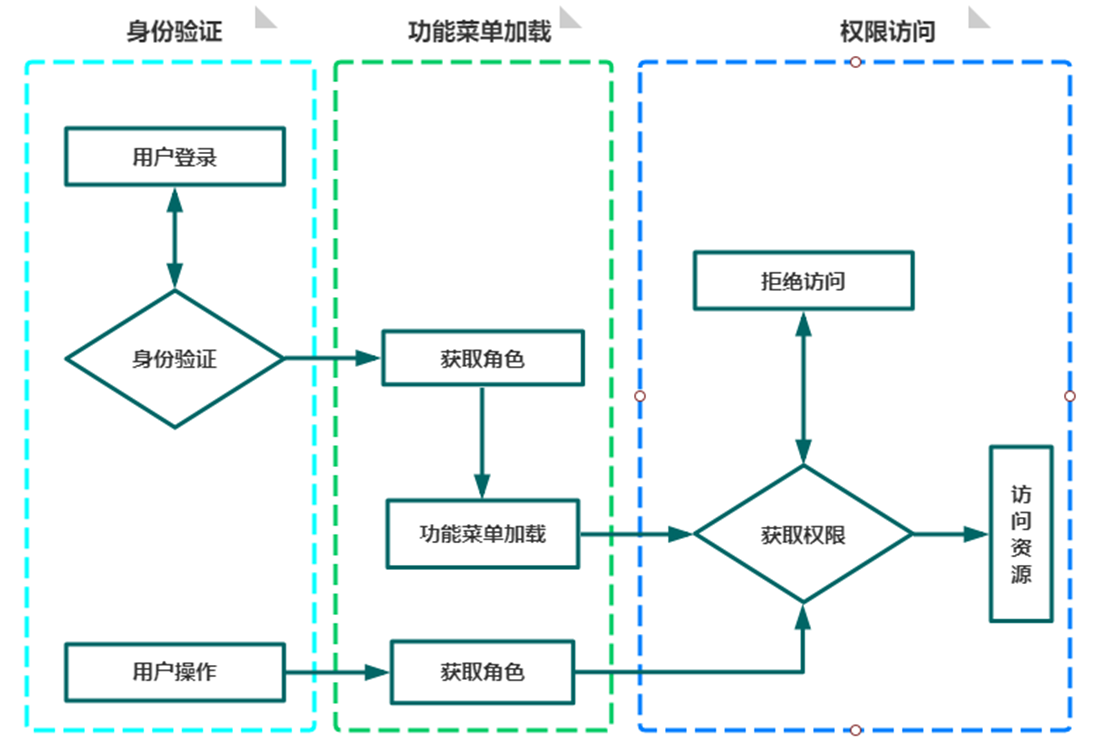 身份验证
功能菜单加载
权限访问
用户登录
身份验证
获取角色
功能菜单加载
用户操作
获取角色
拒绝访问
获取权限
访
问
资
源